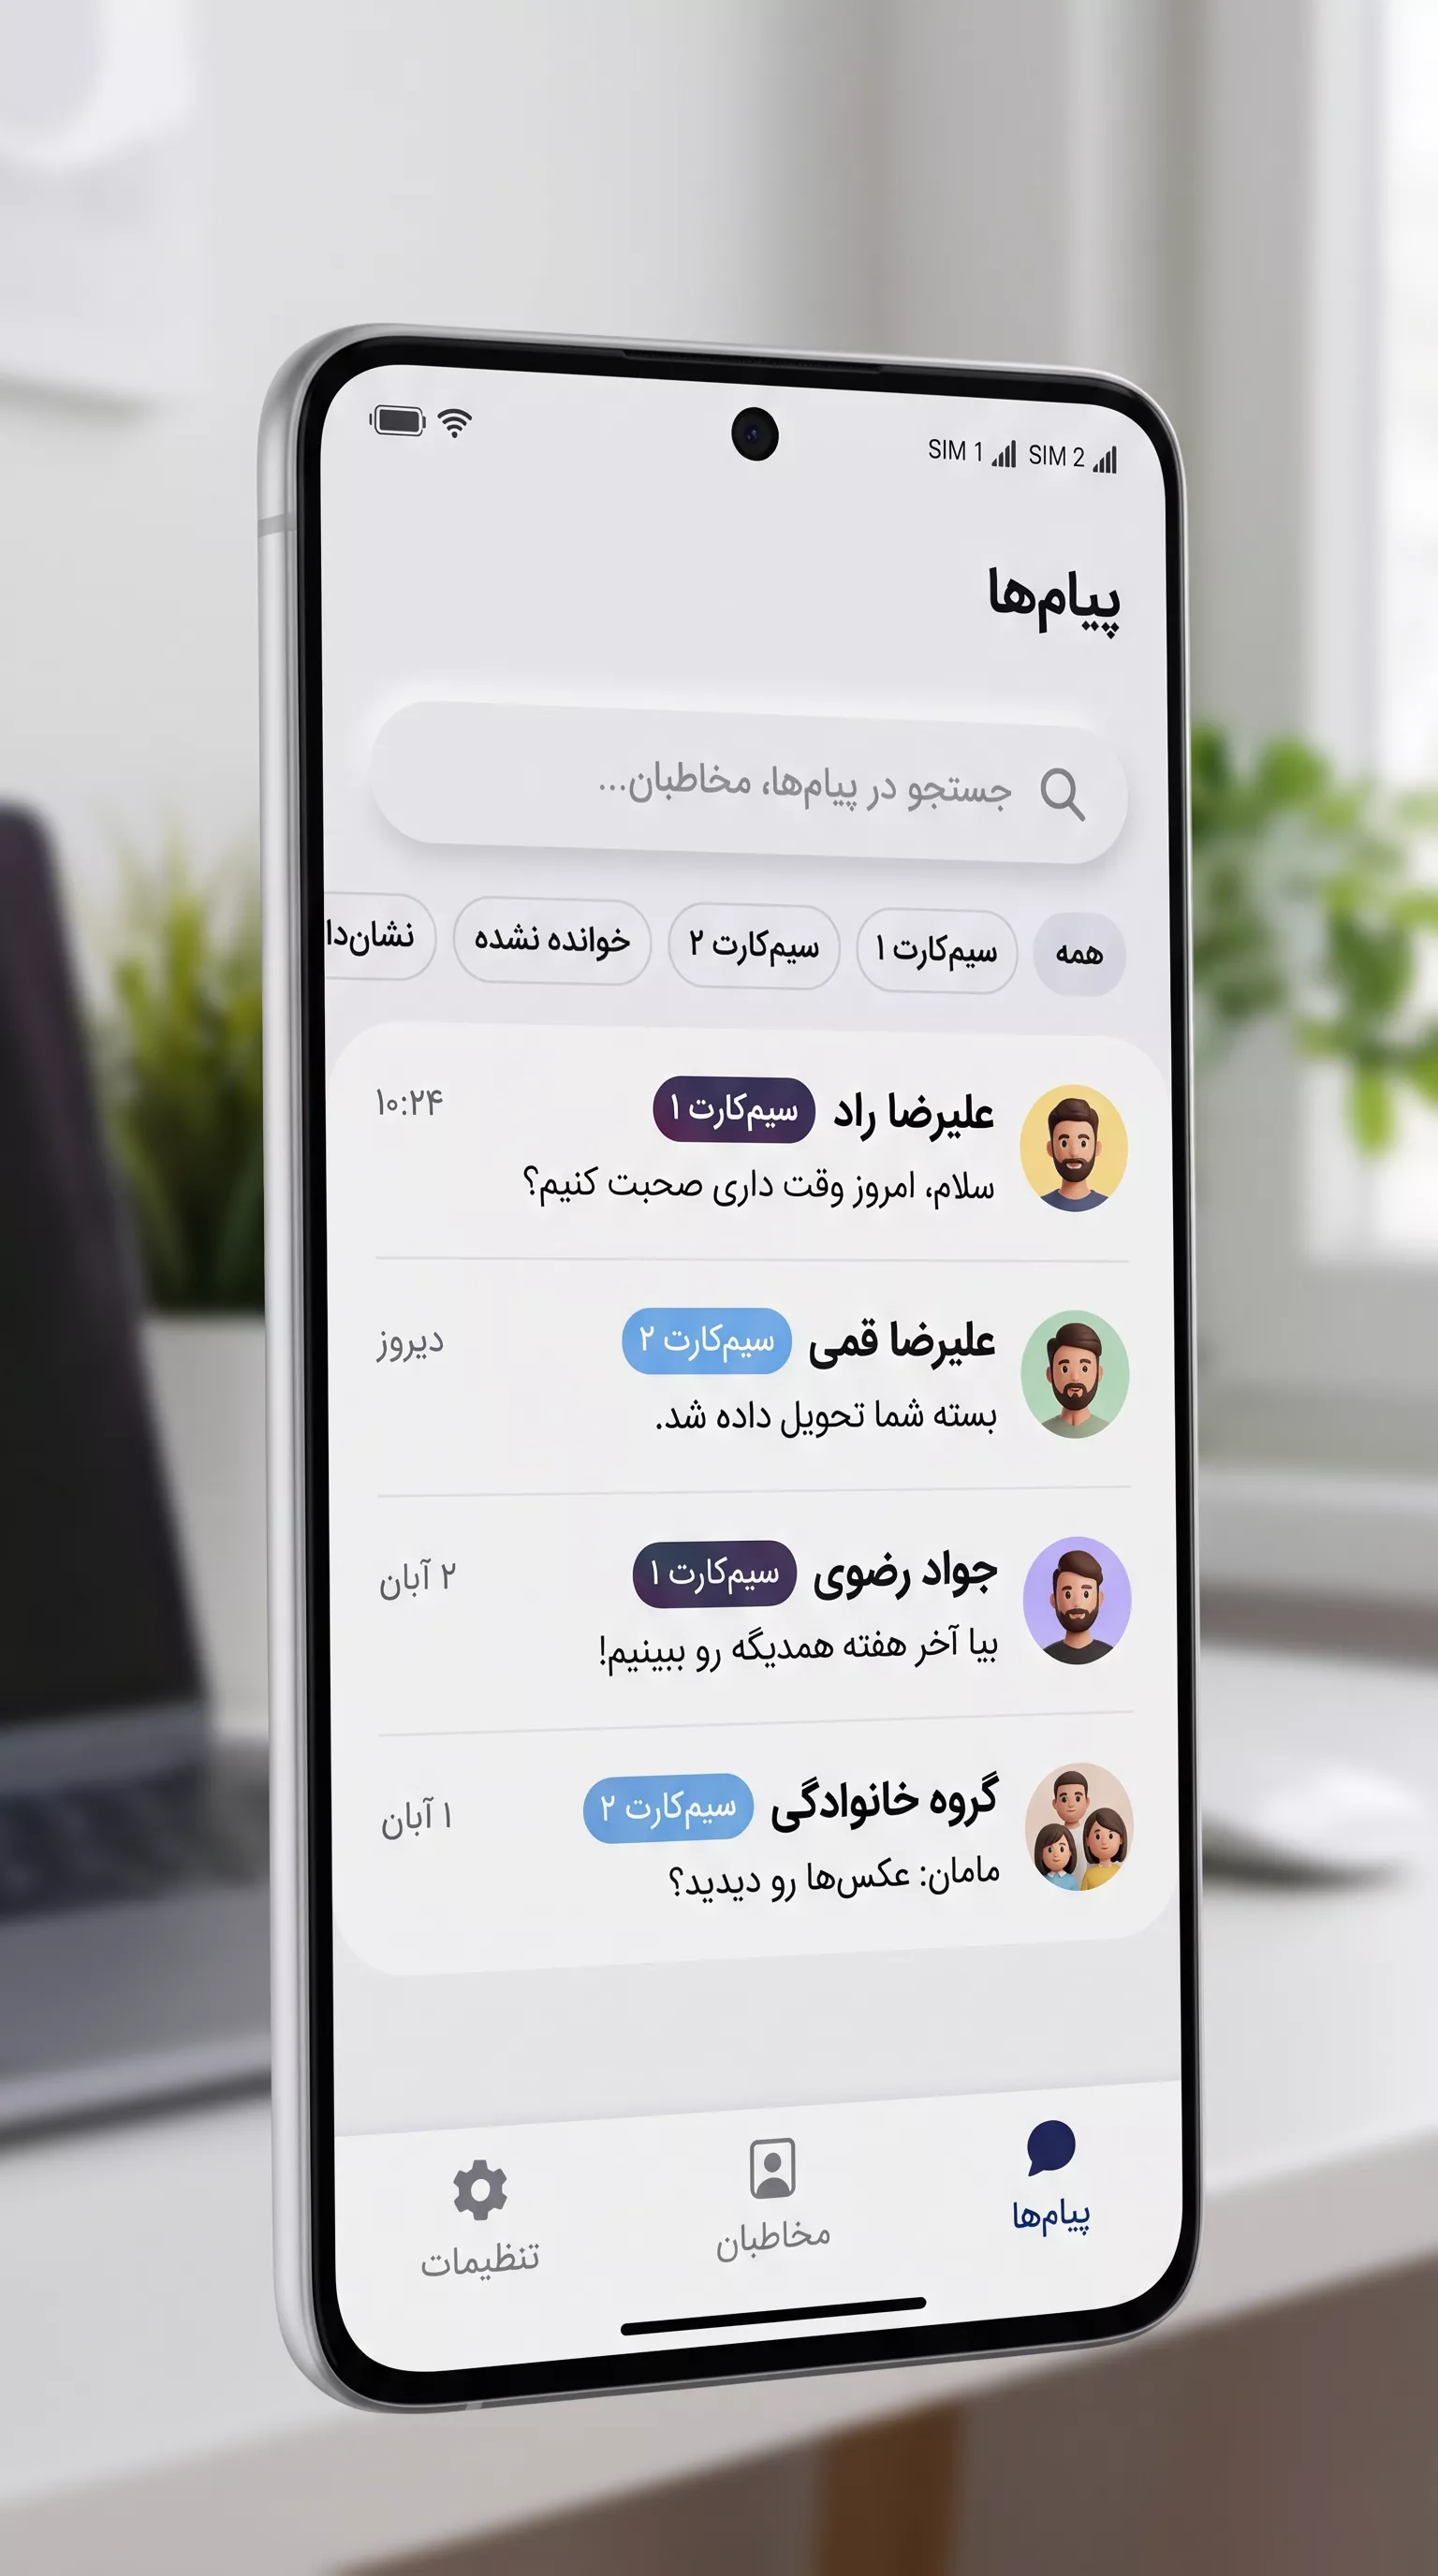 SIM 1 SIM 2
پیام‌ها
جستجو در پیام‌ها، مخاطبان...
همه سیم‌کارت ۱ سیم‌کارت ۲ خوانده نشده نشان‌دا
علیرضا راد سیم‌کارت ۱ ۱۰:۲۴
سلام، امروز وقت داری صحبت کنیم؟
علیرضا قمی سیم‌کارت ۲ دیروز
بسته شما تحویل داده شد.
جواد رضوی سیم‌کارت ۱ ۲ آبان
بیا آخر هفته همدیگه رو ببینیم!
گروه خانوادگی سیم‌کارت ۲ ۱ آبان
مامان: عکس‌ها رو دیدید؟
پیام‌ها مخاطبان تنظیمات